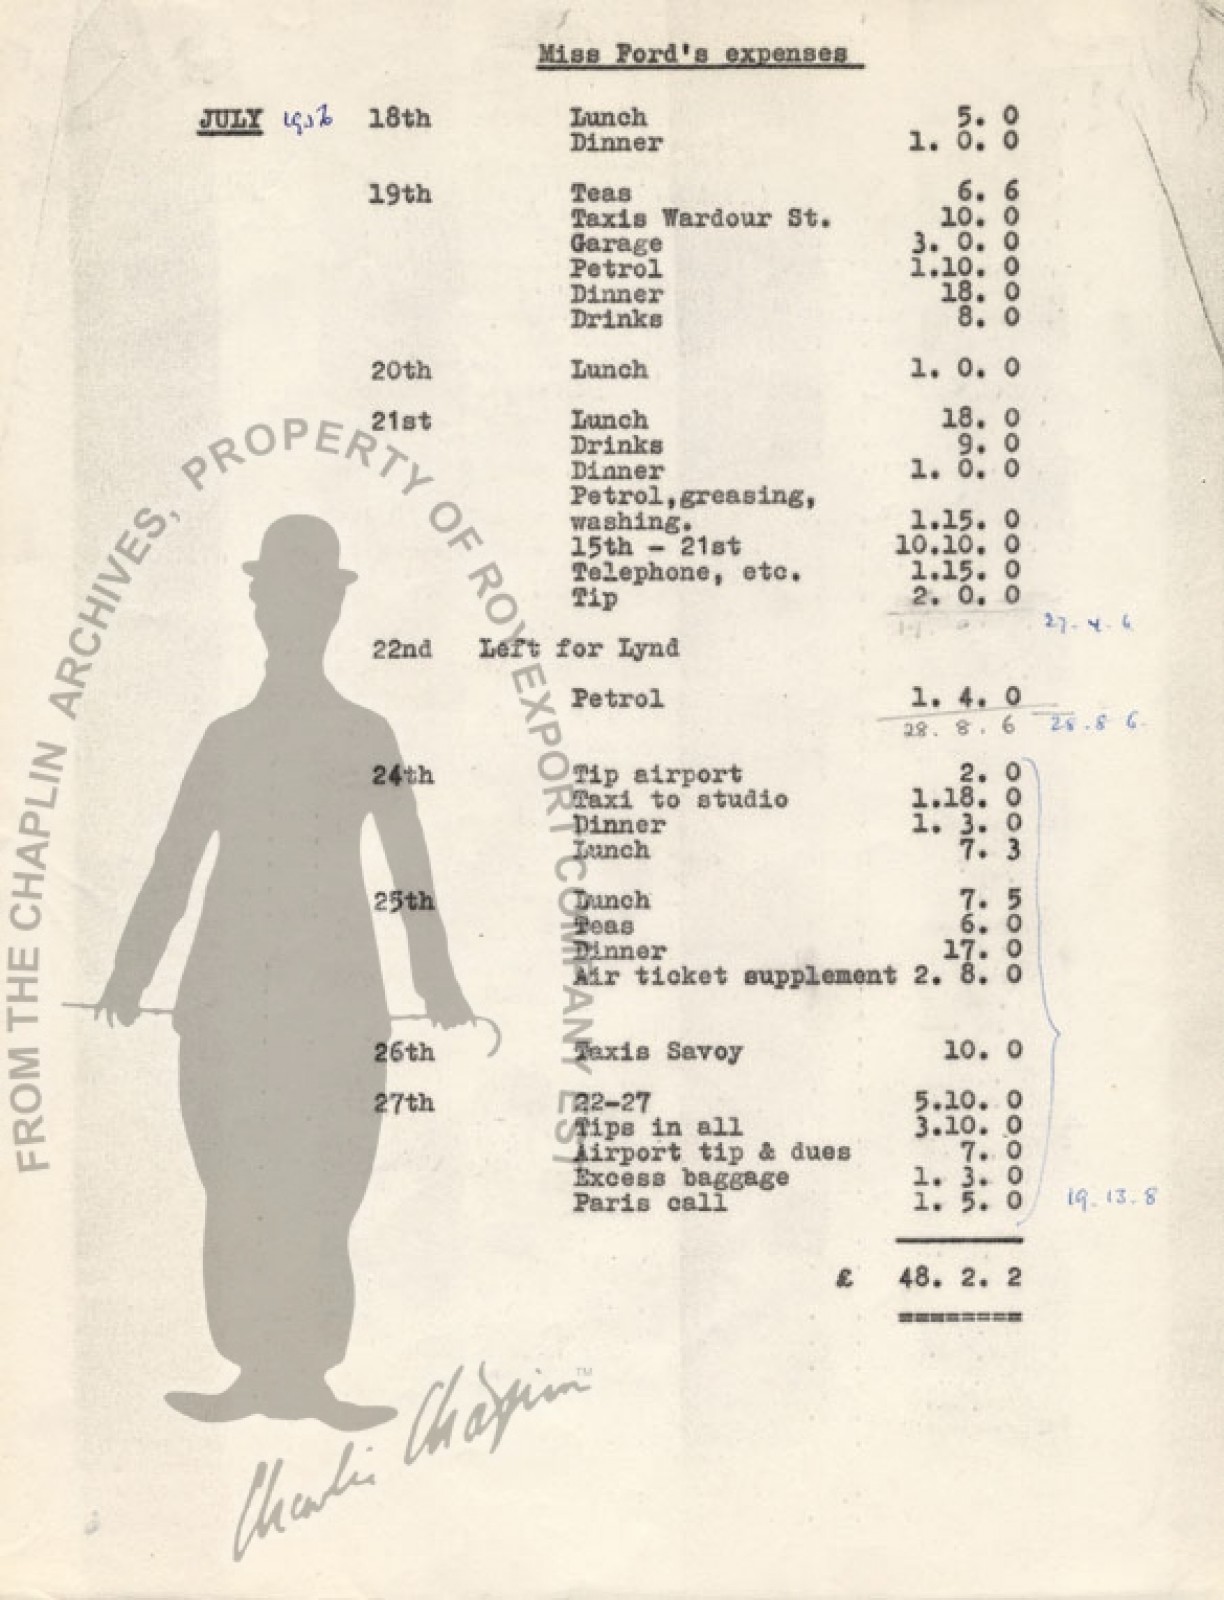 Miss Ford's expenses
JULY 1956 18th Lunch 5. 0
Dinner 1. 0. 0
19th Teas 6. 6
Taxis Wardour St. 10. 0
Garage 3. 0. 0
Petrol 1.10. 0
Dinner 18. 0
Drinks 8. 0
20th Lunch 1. 0. 0
21st Lunch 18. 0
Drinks 9. 0
Dinner 1. 0. 0
Petrol,greasing,
washing. 1.15. 0
15th - 21st 10.10. 0
Telephone, etc. 1.15. 0
Tip 2. 0. 0
27. 4. 6
22nd Left for Lynd
Petrol 1. 4. 0
28. 8. 6 28. 8 6.
24th Tip airport 2. 0
Taxi to studio 1.18. 0
Dinner 1. 3. 0
Lunch 7. 3
25th Lunch 7. 5
Teas 6. 0
Dinner 17. 0
Air ticket supplement 2. 8. 0
26th Taxis Savoy 10. 0
27th 22-27 5.10. 0
Tips in all 3.10. 0
Airport tip & dues 7. 0
Excess baggage 1. 3. 0
Paris call 1. 5. 0
19. 13. 8
£ 48. 2. 2
FROM THE CHAPLIN ARCHIVES, PROPERTY OF ROY EXPORT COMPANY EST
Charlie Chaplin TM